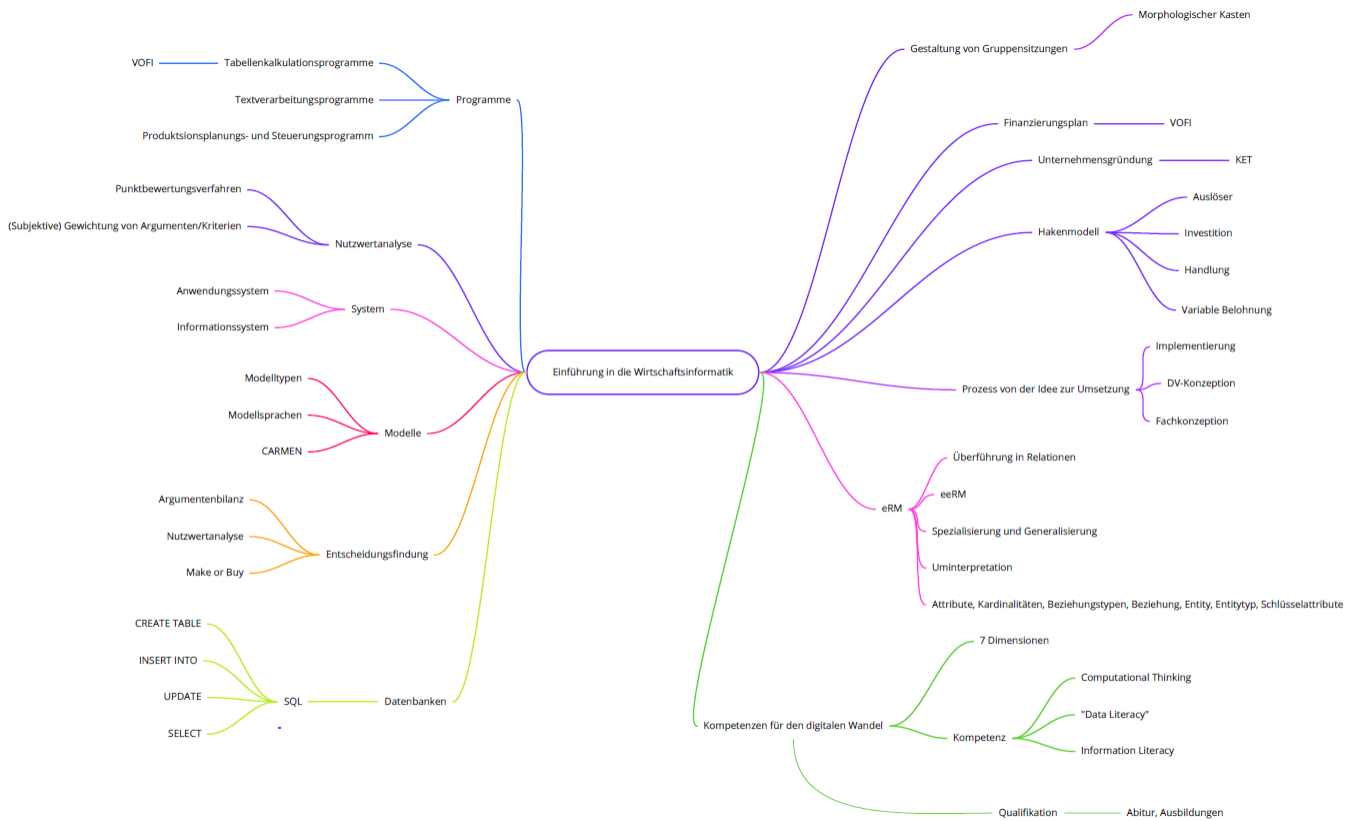 Einführung in die Wirtschaftsinformatik
Programme
Tabellenkalkulationsprogramme
VOFI
Textverarbeitungsprogramme
Produktsionsplanungs- und Steuerungsprogramm
Nutzwertanalyse
Punktbewertungsverfahren
(Subjektive) Gewichtung von Argumenten/Kriterien
System
Anwendungssystem
Informationssystem
Modelle
Modelltypen
Modellsprachen
CARMEN
Entscheidungsfindung
Argumentenbilanz
Nutzwertanalyse
Make or Buy
Datenbanken
SQL
CREATE TABLE
INSERT INTO
UPDATE
SELECT
Gestaltung von Gruppensitzungen
Morphologischer Kasten
Finanzierungsplan
VOFI
Unternehmensgründung
KET
Hakenmodell
Auslöser
Investition
Handlung
Variable Belohnung
Prozess von der Idee zur Umsetzung
Implementierung
DV-Konzeption
Fachkonzeption
eRM
Überführung in Relationen
eeRM
Spezialisierung und Generalisierung
Uminterpretation
Attribute, Kardinalitäten, Beziehungstypen, Beziehung, Entity, Entitytyp, Schlüsselattribute
Kompetenzen für den digitalen Wandel
7 Dimensionen
Kompetenz
Computational Thinking
"Data Literacy"
Information Literacy
Qualifikation
Abitur, Ausbildungen